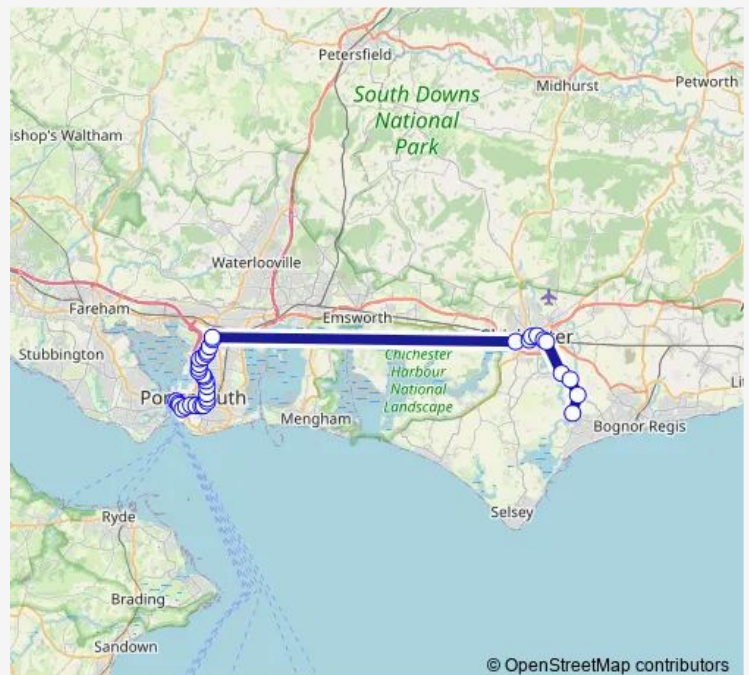 Petersfield
Midhurst
Petworth
South Downs
National
Park
ishop's Waltham
Waterlooville
Fareham
Emsworth
Stubbington
Chichester
Harbour
National
Landscape
Mengham
Bognor Regis
Selsey
Ryde
Brading
Sandown
© OpenStreetMap contributors